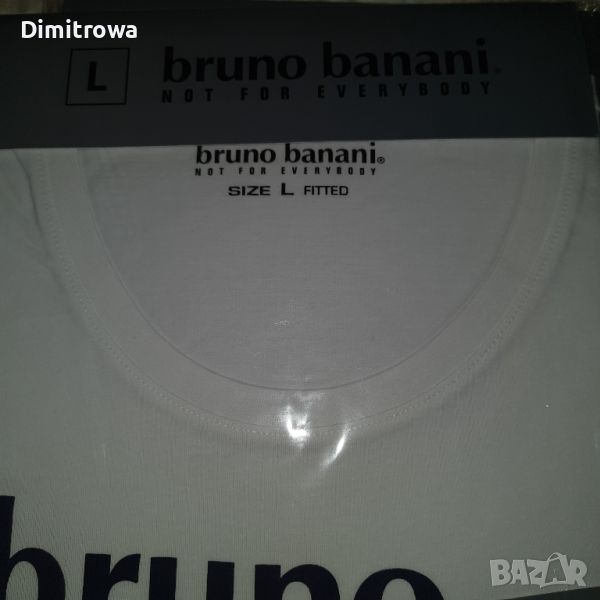 Dimitrowa
L
bruno banani®
NOT FOR EVERYBODY
bruno banani®
NOT FOR EVERYBODY
SIZE L FITTED
bruno
BAZAR